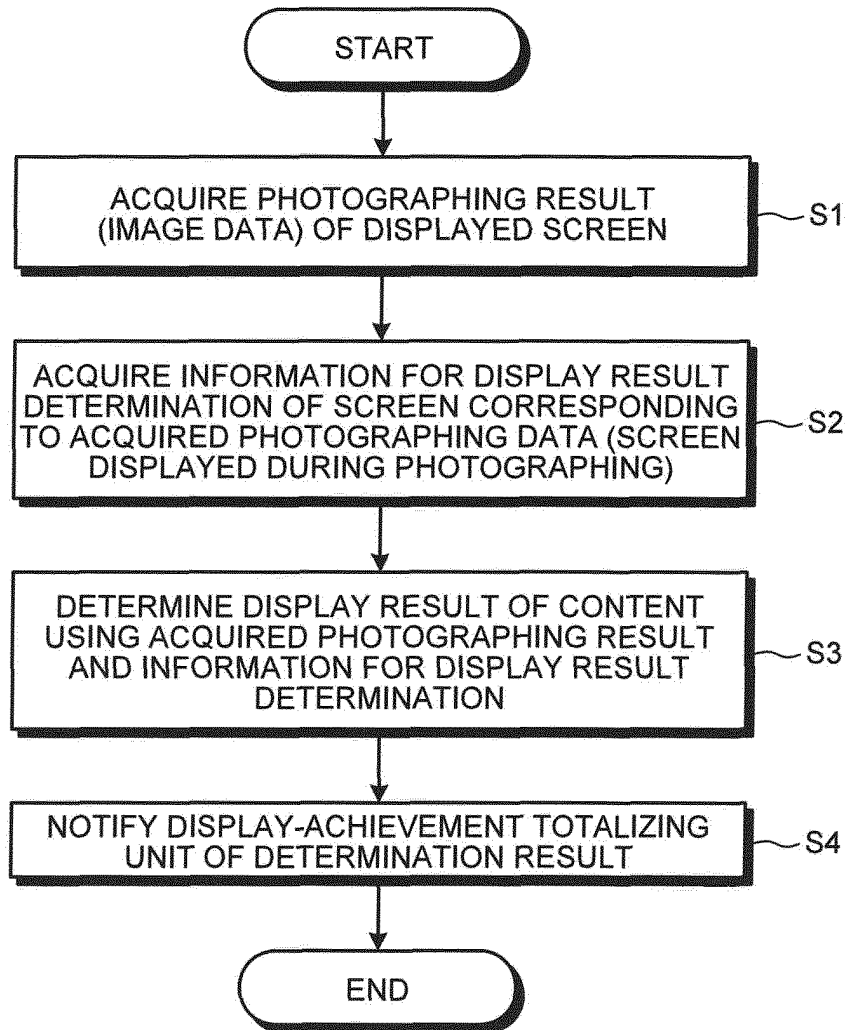 START
ACQUIRE PHOTOGRAPHING RESULT
(IMAGE DATA) OF DISPLAYED SCREEN
S1
ACQUIRE INFORMATION FOR DISPLAY RESULT
DETERMINATION OF SCREEN CORRESPONDING
TO ACQUIRED PHOTOGRAPHING DATA (SCREEN
DISPLAYED DURING PHOTOGRAPHING)
S2
DETERMINE DISPLAY RESULT OF CONTENT
USING ACQUIRED PHOTOGRAPHING RESULT
AND INFORMATION FOR DISPLAY RESULT
DETERMINATION
S3
NOTIFY DISPLAY-ACHIEVEMENT TOTALIZING
UNIT OF DETERMINATION RESULT
S4
END